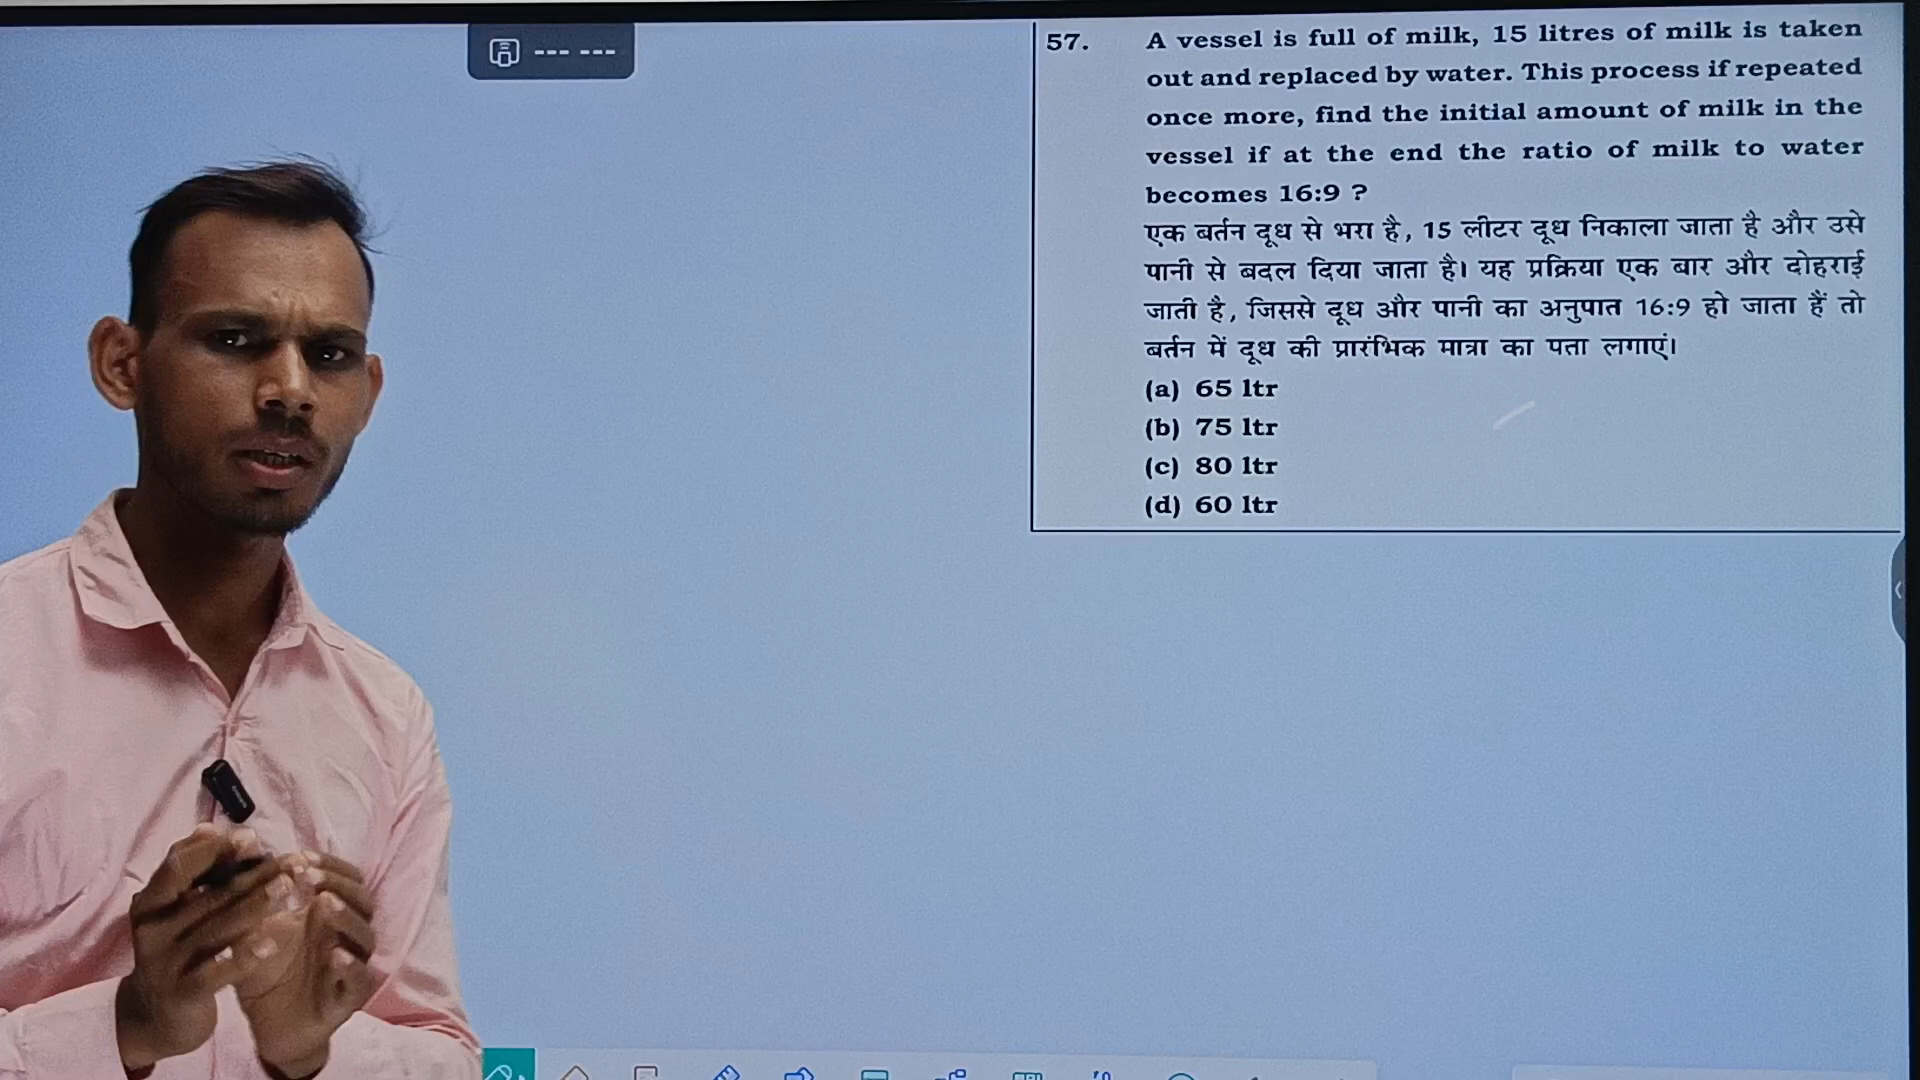 57. A vessel is full of milk, 15 litres of milk is taken
out and replaced by water. This process if repeated
once more, find the initial amount of milk in the
vessel if at the end the ratio of milk to water
becomes 16:9 ?
एक बर्तन दूध से भरा है, 15 लीटर दूध निकाला जाता है और उसे
पानी से बदल दिया जाता है। यह प्रक्रिया एक बार और दोहराई
जाती है, जिससे दूध और पानी का अनुपात 16:9 हो जाता हैं तो
बर्तन में दूध की प्रारंभिक मात्रा का पता लगाएं।
(a) 65 ltr
(b) 75 ltr
(c) 80 ltr
(d) 60 ltr